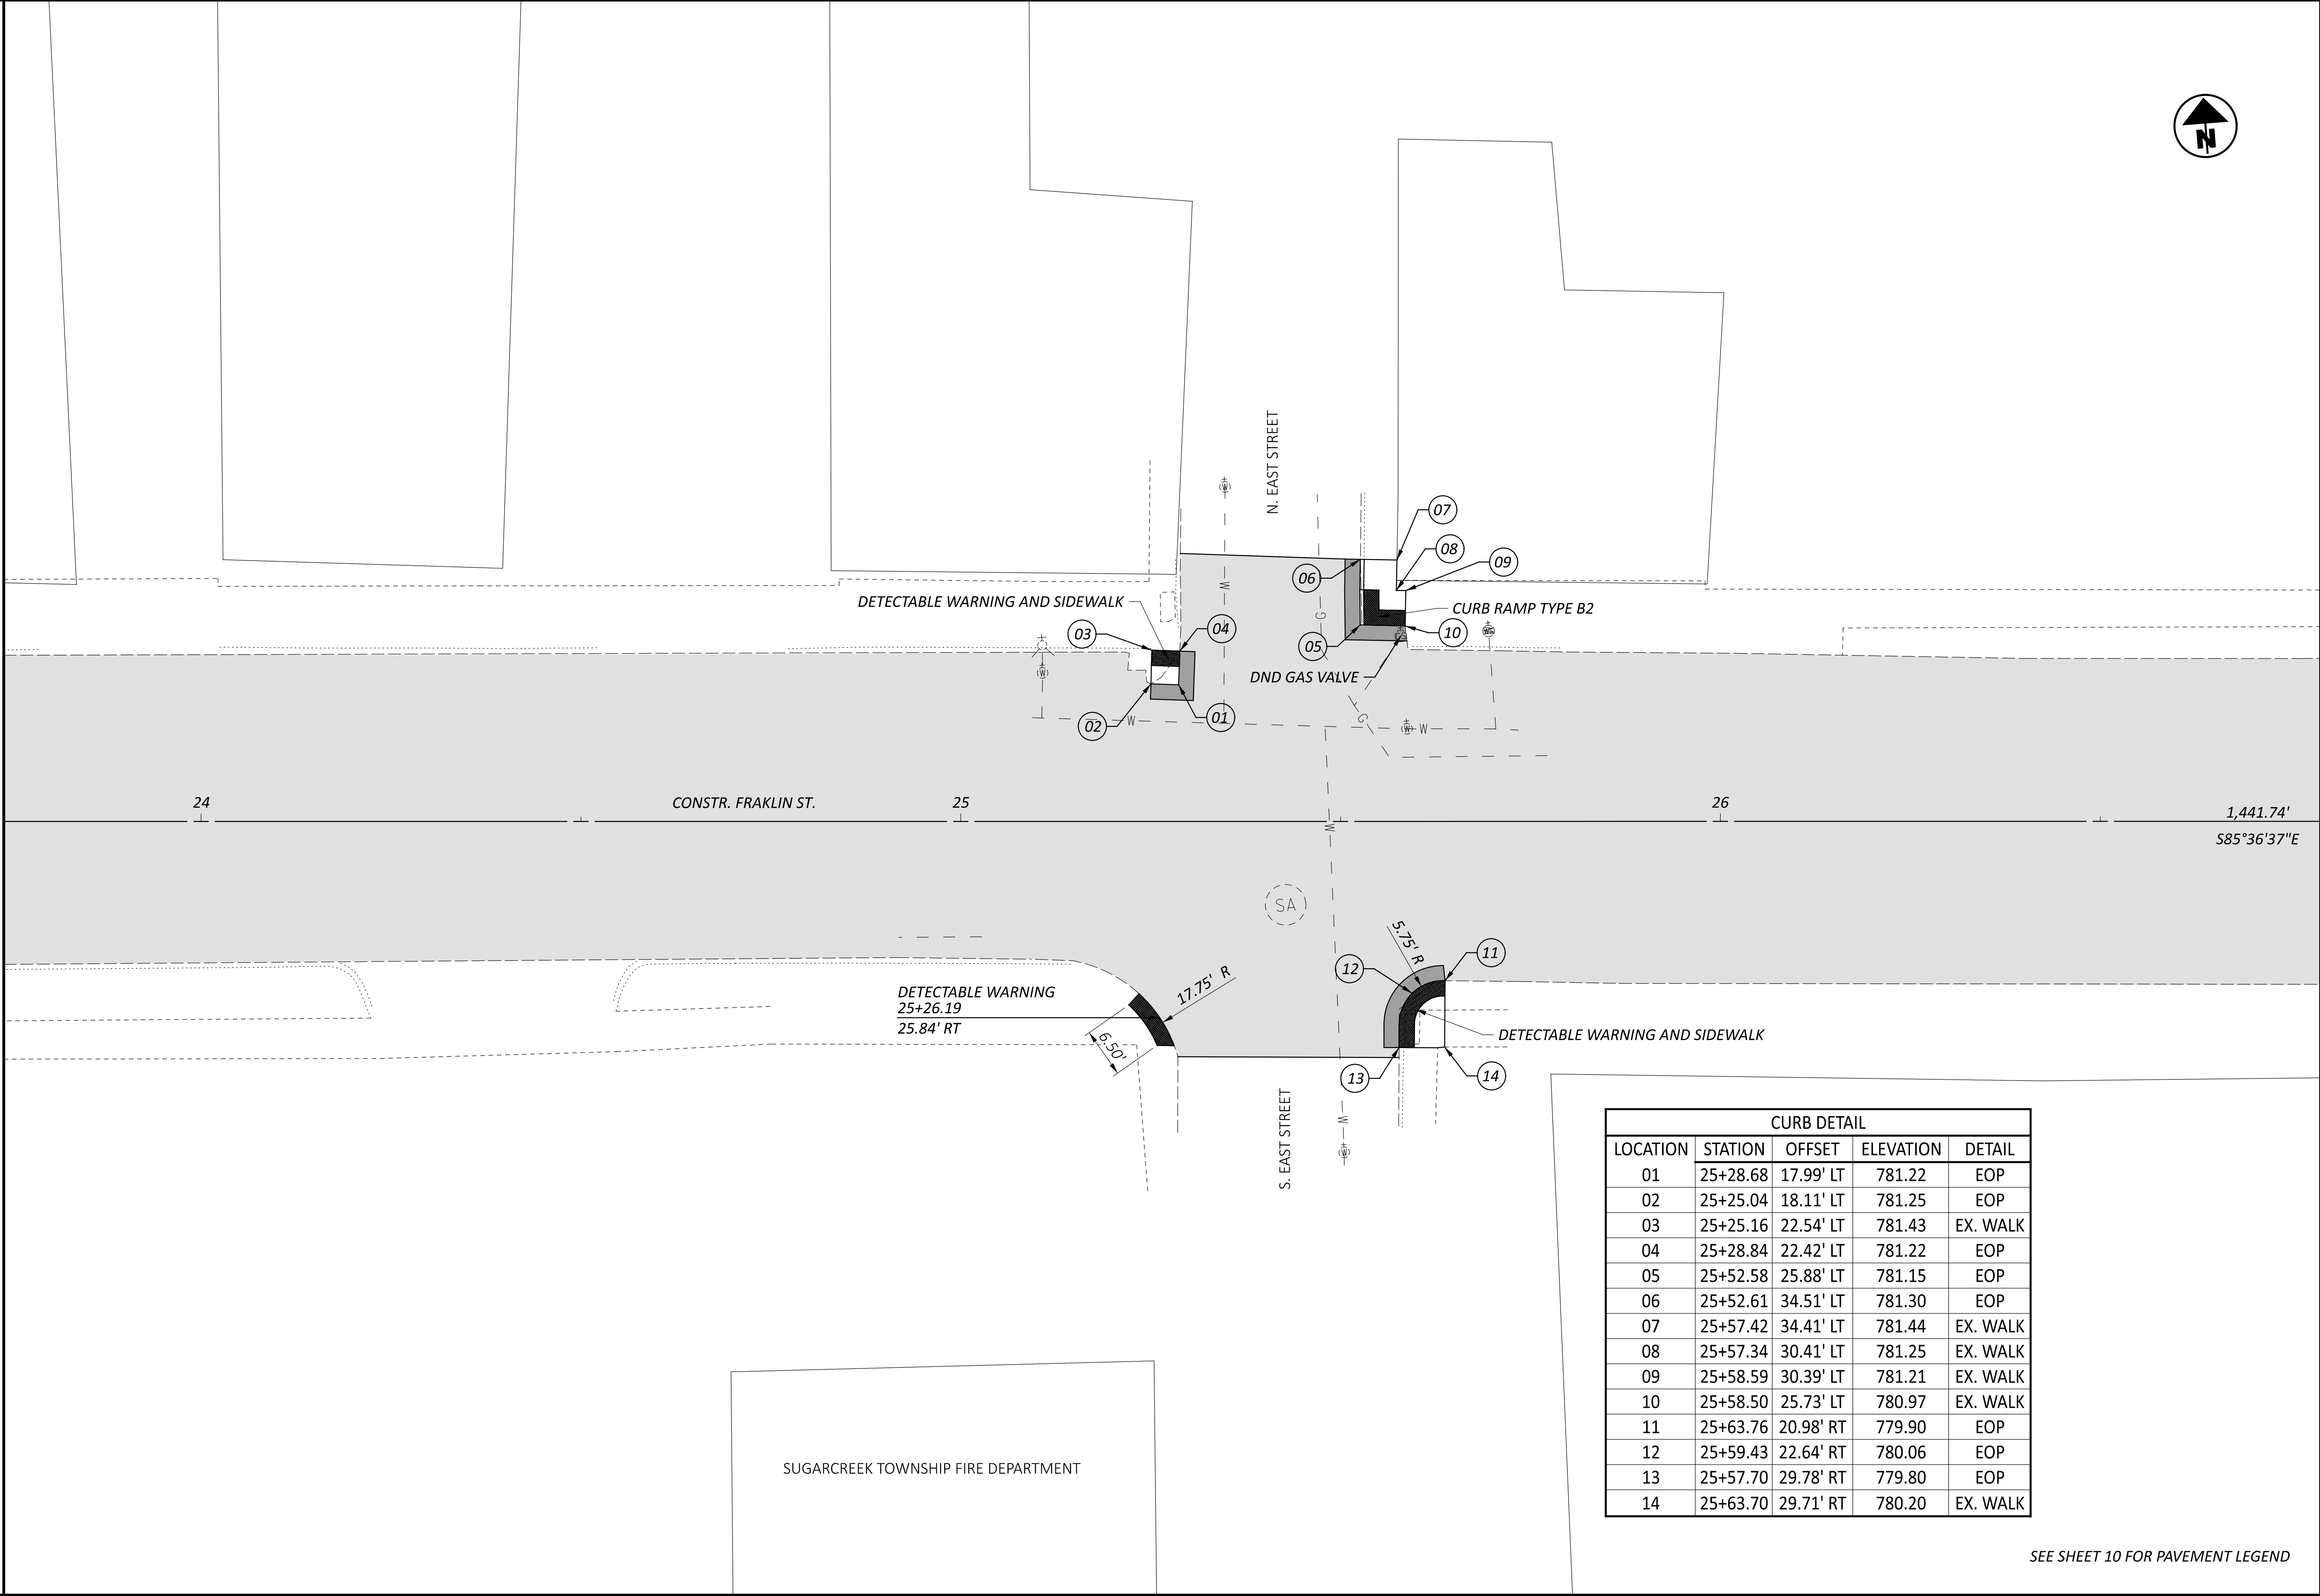 N
N. EAST STREET
07
08
09
06
DETECTABLE WARNING AND SIDEWALK
CURB RAMP TYPE B2
03
04
10
05
G
W
DND GAS VALVE
02
W
01
G
W
24
CONSTR. FRAKLIN ST.
25
26
1,441.74'
S85°36'37"E
W
SA
5.75' R
11
12
17.75' R
DETECTABLE WARNING
25+26.19
25.84' RT
6.50'
DETECTABLE WARNING AND SIDEWALK
13
14
W
S. EAST STREET
CURB DETAIL
LOCATION STATION OFFSET ELEVATION DETAIL
01 25+28.68 17.99' LT 781.22 EOP
02 25+25.04 18.11' LT 781.25 EOP
03 25+25.16 22.54' LT 781.43 EX. WALK
04 25+28.84 22.42' LT 781.22 EOP
05 25+52.58 25.88' LT 781.15 EOP
06 25+52.61 34.51' LT 781.30 EOP
07 25+57.42 34.41' LT 781.44 EX. WALK
08 25+57.34 30.41' LT 781.25 EX. WALK
09 25+58.59 30.39' LT 781.21 EX. WALK
10 25+58.50 25.73' LT 780.97 EX. WALK
11 25+63.76 20.98' RT 779.90 EOP
12 25+59.43 22.64' RT 780.06 EOP
13 25+57.70 29.78' RT 779.80 EOP
14 25+63.70 29.71' RT 780.20 EX. WALK
SUGARCREEK TOWNSHIP FIRE DEPARTMENT
SEE SHEET 10 FOR PAVEMENT LEGEND